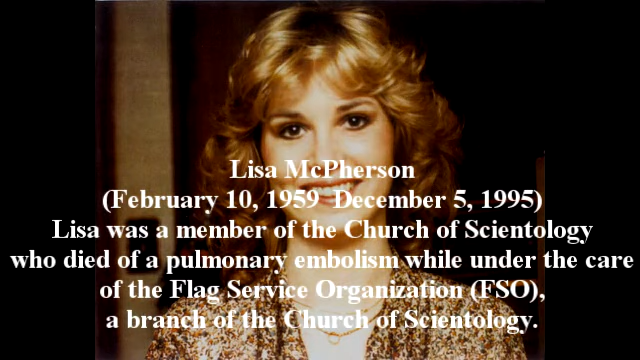 Lisa McPherson
(February 10, 1959  December 5, 1995)
Lisa was a member of the Church of Scientology
who died of a pulmonary embolism while under the care
of the Flag Service Organization (FSO),
a branch of the Church of Scientology.